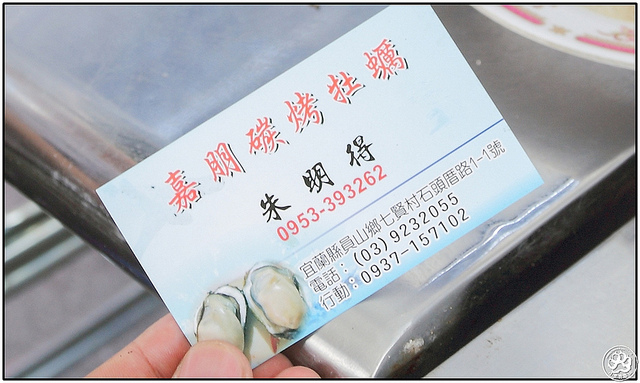 嘉朋碳烤牡蠣
朱明得
0953-393262
宜蘭縣員山鄉七賢村石頭厝路1-1號
電話：(03)9232055
行動：0937-157102